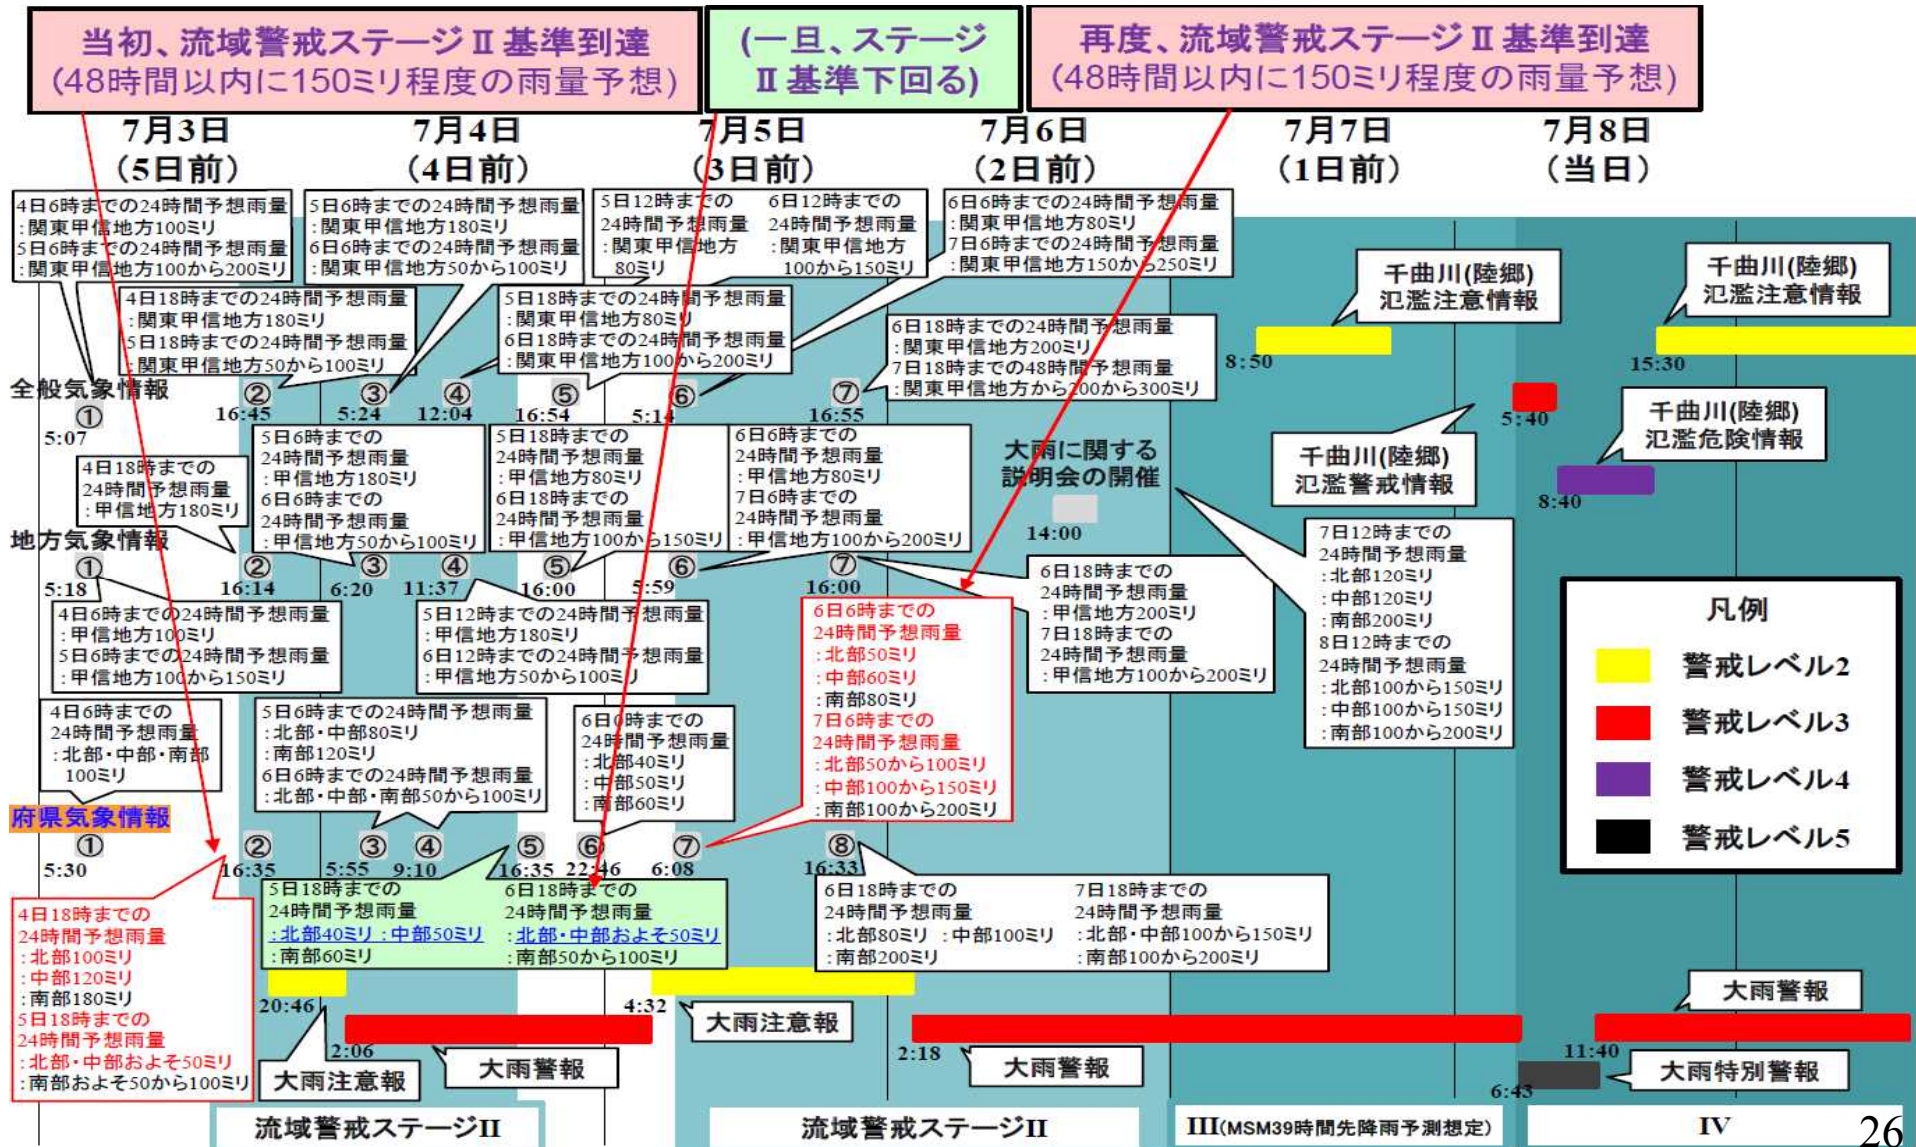 当初、流域警戒ステージⅡ基準到達
(48時間以内に150ミリ程度の雨量予想)
(一旦、ステージ
Ⅱ基準下回る)
再度、流域警戒ステージⅡ基準到達
(48時間以内に150ミリ程度の雨量予想)
7月3日
(5日前)
7月4日
(4日前)
7月5日
(3日前)
7月6日
(2日前)
7月7日
(1日前)
7月8日
(当日)
4日6時までの24時間予想雨量
:関東甲信地方100ミリ
5日6時までの24時間予想雨量
:関東甲信地方100から200ミリ
5日6時までの24時間予想雨量
:関東甲信地方180ミリ
6日6時までの24時間予想雨量
:関東甲信地方50から100ミリ
5日12時までの
24時間予想雨量
:関東甲信地方
80ミリ
6日12時までの
24時間予想雨量
:関東甲信地方
100から150ミリ
6日6時までの24時間予想雨量
:関東甲信地方80ミリ
7日6時までの24時間予想雨量
:関東甲信地方150から250ミリ
4日18時までの24時間予想雨量
:関東甲信地方180ミリ
5日18時までの24時間予想雨量
:関東甲信地方50から100ミリ
5日18時までの24時間予想雨量
:関東甲信地方80ミリ
6日18時までの24時間予想雨量
:関東甲信地方100から200ミリ
6日18時までの24時間予想雨量
:関東甲信地方200ミリ
7日18時までの48時間予想雨量
:関東甲信地方から200から300ミリ
千曲川(陸郷)
氾濫注意情報
8:50
千曲川(陸郷)
氾濫注意情報
15:30
全般気象情報
①
5:07
②
16:45
③
5:24
④
12:04
⑤
16:54
⑥
5:14
⑦
16:55
5:40
千曲川(陸郷)
氾濫警戒情報
千曲川(陸郷)
氾濫危険情報
8:40
4日18時までの
24時間予想雨量
:甲信地方180ミリ
5日6時までの
24時間予想雨量
:甲信地方180ミリ
6日6時までの
24時間予想雨量
:甲信地方50から100ミリ
5日18時までの
24時間予想雨量
:甲信地方80ミリ
6日18時までの
24時間予想雨量
:甲信地方100から150ミリ
6日6時までの
24時間予想雨量
:甲信地方80ミリ
7日6時までの
24時間予想雨量
:甲信地方100から200ミリ
大雨に関する
説明会の開催
14:00
地方気象情報
①
5:18
②
16:14
③
6:20
④
11:37
⑤
16:00
⑥
5:59
⑦
16:00
4日6時までの24時間予想雨量
:甲信地方100ミリ
5日6時までの24時間予想雨量
:甲信地方100から150ミリ
5日12時までの24時間予想雨量
:甲信地方180ミリ
6日12時までの24時間予想雨量
:甲信地方50から100ミリ
6日6時までの
24時間予想雨量
:北部50ミリ
:中部60ミリ
:南部80ミリ
7日6時までの
24時間予想雨量
:北部50から100ミリ
:中部100から150ミリ
:南部100から200ミリ
6日18時までの
24時間予想雨量
:甲信地方200ミリ
7日18時までの
24時間予想雨量
:甲信地方100から200ミリ
7日12時までの
24時間予想雨量
:北部120ミリ
:中部120ミリ
:南部200ミリ
8日12時までの
24時間予想雨量
:北部100から150ミリ
:中部100から150ミリ
:南部100から200ミリ
凡例
警戒レベル2
警戒レベル3
警戒レベル4
警戒レベル5
4日6時までの
24時間予想雨量
:北部・中部・南部
100ミリ
5日6時までの24時間予想雨量
:北部・中部80ミリ
:南部120ミリ
6日6時までの24時間予想雨量
:北部・中部・南部50から100ミリ
24時間予想雨量
:北部40ミリ
:中部50ミリ
:南部60ミリ
府県気象情報
①
5:30
②
16:35
③
5:55
④
9:10
⑤
16:35
⑥
22:46
⑦
6:08
⑧
16:33
4日18時までの
24時間予想雨量
:北部100ミリ
:中部120ミリ
:南部180ミリ
5日18時までの
24時間予想雨量
:北部・中部およそ50ミリ
:南部およそ50から100ミリ
5日18時までの
24時間予想雨量
:北部40ミリ :中部50ミリ
:南部60ミリ
6日18時までの
24時間予想雨量
:北部・中部およそ50ミリ
:南部50から100ミリ
6日18時までの
24時間予想雨量
:北部80ミリ :中部100ミリ
:南部200ミリ
7日18時までの
24時間予想雨量
:北部・中部100から150ミリ
:南部100から200ミリ
20:46
大雨注意報
2:06
大雨警報
4:32
大雨注意報
2:18
大雨警報
大雨警報
11:40
6:43
大雨特別警報
流域警戒ステージⅡ
流域警戒ステージⅡ
Ⅲ(MSM39時間先降雨予測想定)
Ⅳ
26